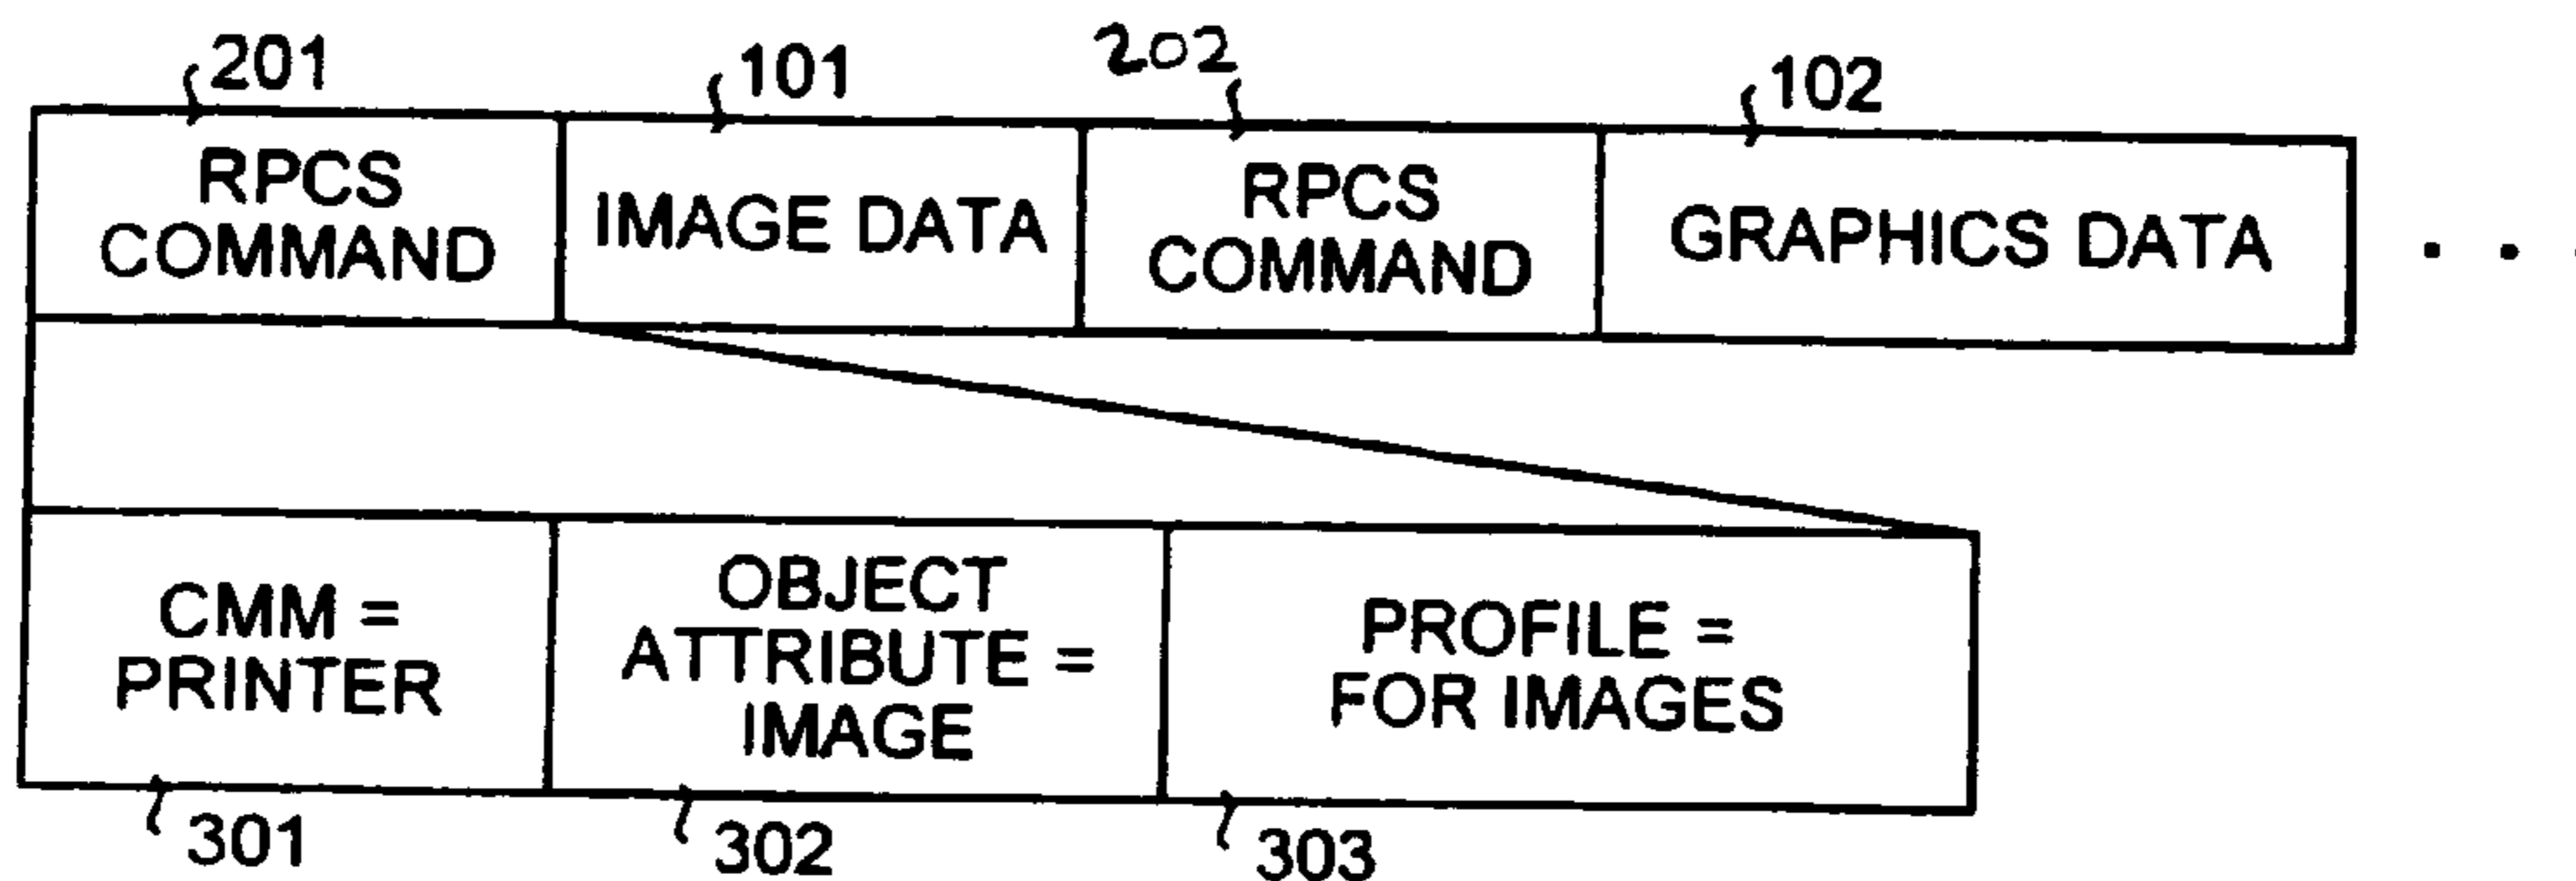 201
101
202
102
RPCS
COMMAND
IMAGE DATA
RPCS
COMMAND
GRAPHICS DATA
. . .
CMM =
PRINTER
OBJECT
ATTRIBUTE =
IMAGE
PROFILE =
FOR IMAGES
301
302
303